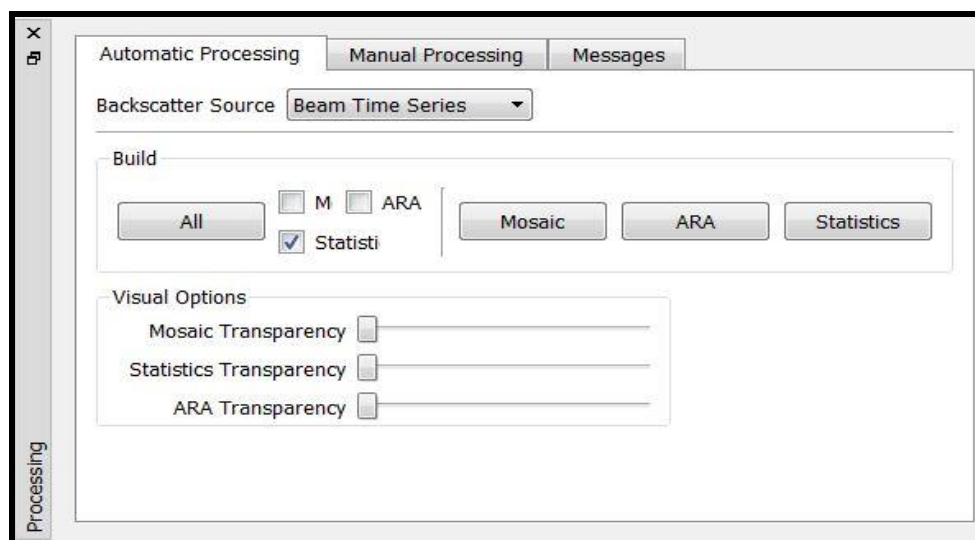 Automatic Processing Manual Processing Messages
Backscatter Source Beam Time Series
Build
All M ARA Mosaic ARA Statistics
Statisti
Visual Options
Mosaic Transparency
Statistics Transparency
ARA Transparency
Processing